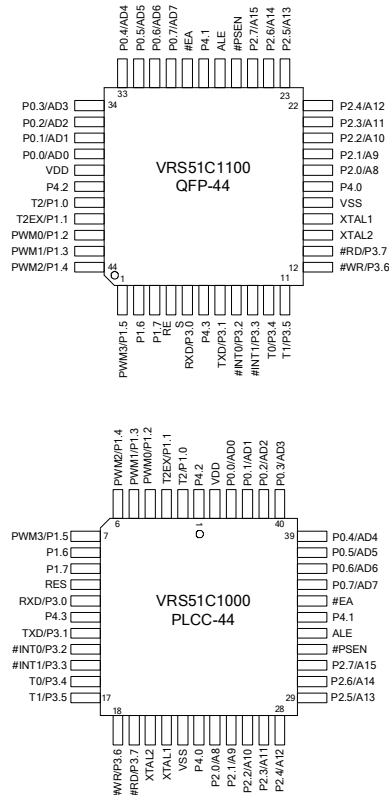 P0.4/AD4
P0.5/AD5
P0.6/AD6
P0.7/AD7
#EA
P4.1
ALE
#PSEN
P2.7/A15
P2.6/A14
P2.5/A13
33
23
P0.3/AD3
P0.2/AD2
P0.1/AD1
P0.0/AD0
VDD
P4.2
T2/P1.0
T2EX/P1.1
PWM0/P1.2
PWM1/P1.3
PWM2/P1.4
34
22
VRS51C1100
QFP-44
P2.4/A12
P2.3/A11
P2.2/A10
P2.1/A9
P2.0/A8
P4.0
VSS
XTAL1
XTAL2
#RD/P3.7
#WR/P3.6
44
12
1
11
PWM3/P1.5
P1.6
P1.7
RE
S
RXD/P3.0
P4.3
TXD/P3.1
#INT0/P3.2
#INT1/P3.3
T0/P3.4
T1/P3.5
PWM2/P1.4
PWM1/P1.3
PWM0/P1.2
T2EX/P1.1
T2/P1.0
P4.2
VDD
P0.0/AD0
P0.1/AD1
P0.2/AD2
P0.3/AD3
6
1
40
PWM3/P1.5
P1.6
P1.7
RES
RXD/P3.0
P4.3
TXD/P3.1
#INT0/P3.2
#INT1/P3.3
T0/P3.4
T1/P3.5
7
39
VRS51C1000
PLCC-44
P0.4/AD4
P0.5/AD5
P0.6/AD6
P0.7/AD7
#EA
P4.1
ALE
#PSEN
P2.7/A15
P2.6/A14
P2.5/A13
17
29
18
28
#WR/P3.6
#RD/P3.7
XTAL2
XTAL1
VSS
P4.0
P2.0/A8
P2.1/A9
P2.2/A10
P2.3/A11
P2.4/A12